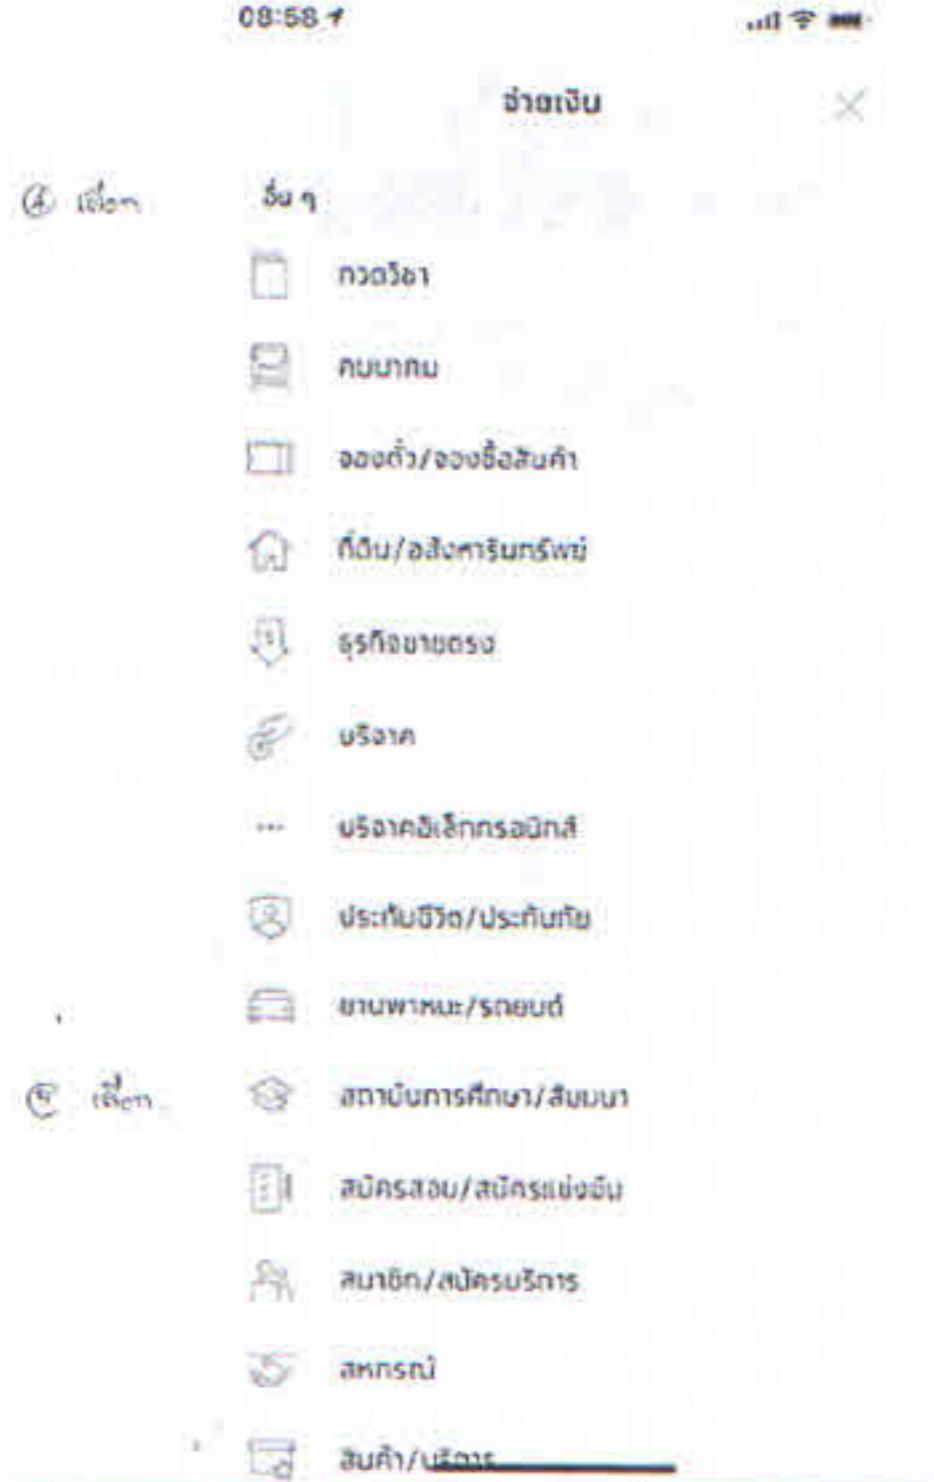 08:58
จ่ายเงิน
④ เลือก อื่น ๆ
กวดวิชา
คมนาคม
จองตั๋ว/จองซื้อสินค้า
ที่ดิน/อสังหาริมทรัพย์
ธุรกิจขายตรง
บริจาค
บริจาคอิเล็กทรอนิกส์
ประกันชีวิต/ประกันภัย
ยานพาหนะ/รถยนต์
⑤ เลือก สถาบันการศึกษา/สัมมนา
สมัครสอบ/สมัครแข่งขัน
สมาชิก/สมัครบริการ
สหกรณ์
สินค้า/บริการ